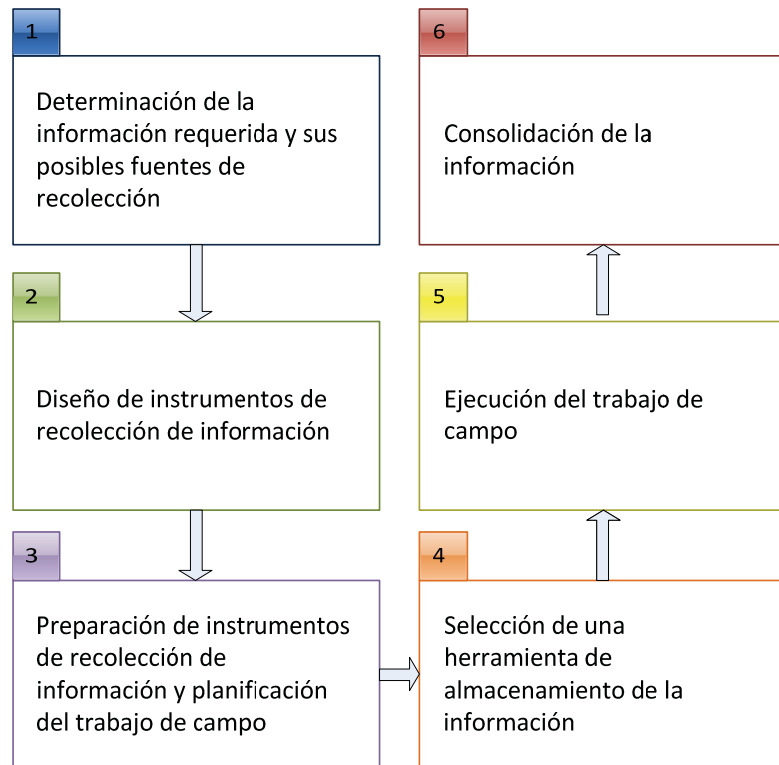 1
Determinación de la
información requerida y sus
posibles fuentes de
recolección
2
Diseño de instrumentos de
recolección de información
3
Preparación de instrumentos
de recolección de
información y planificación
del trabajo de campo
4
Selección de una
herramienta de
almacenamiento de la
información
5
Ejecución del trabajo de
campo
6
Consolidación de la
información